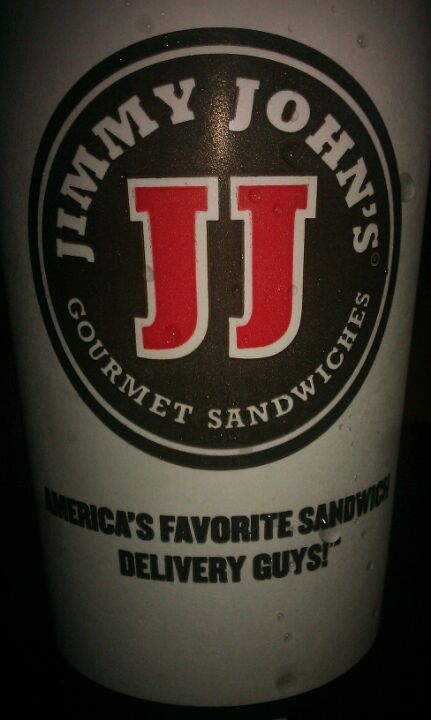 JIMMY JOHN'S®
JJ
GOURMET SANDWICHES
AMERICA'S FAVORITE SANDWICH
DELIVERY GUYS!™